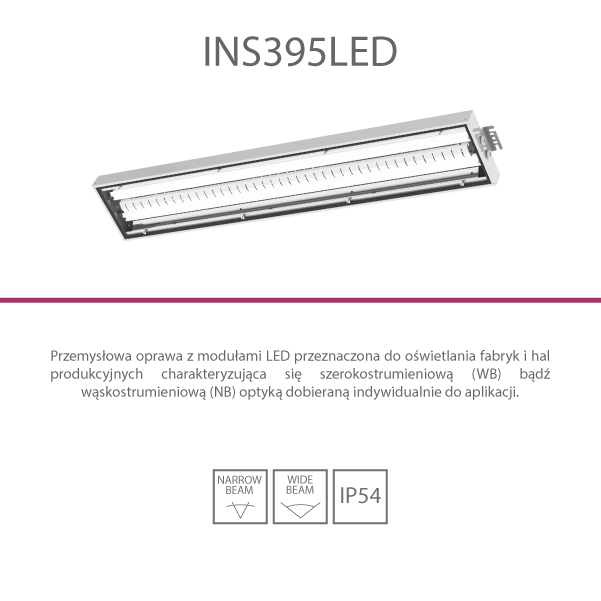 INS395LED
Przemysłowa oprawa z modułami LED przeznaczona do oświetlania fabryk i hal
produkcyjnych charakteryzująca się szerokostrumieniową (WB) bądź
wąskostrumieniową (NB) optyką dobieraną indywidualnie do aplikacji.
NARROW
BEAM
WIDE
BEAM
IP54